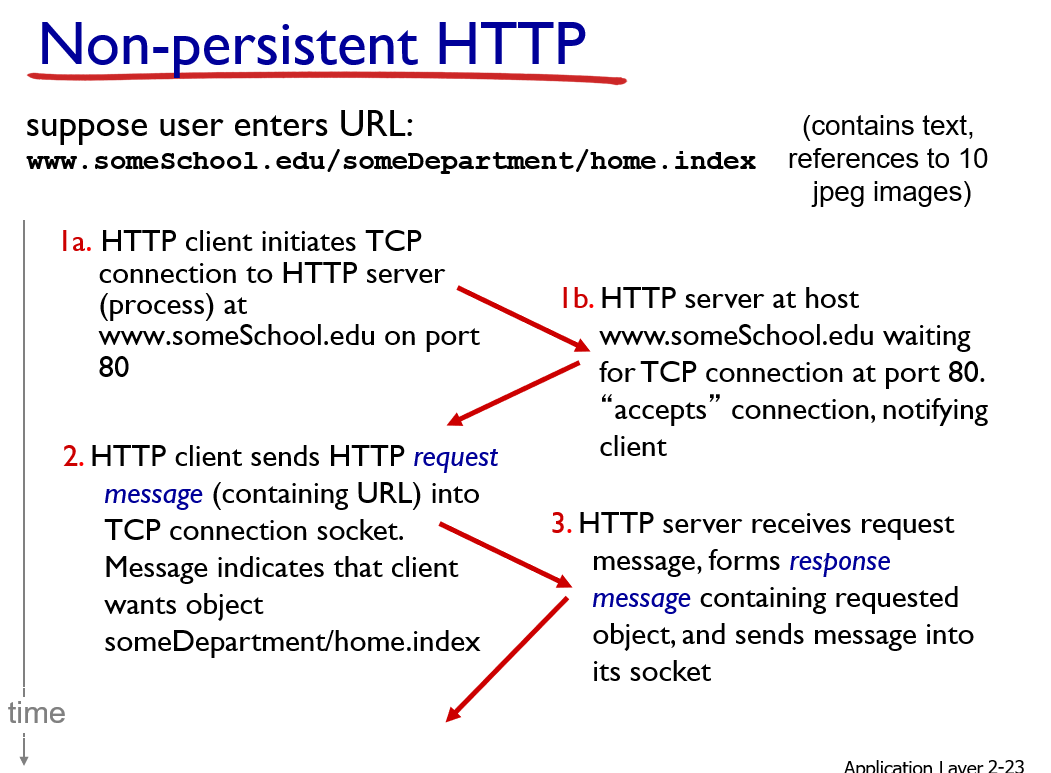 Non-persistent HTTP
suppose user enters URL:
www.someSchool.edu/someDepartment/home.index
(contains text,
references to 10
jpeg images)
1a. HTTP client initiates TCP
connection to HTTP server
(process) at
www.someSchool.edu on port
80
1b. HTTP server at host
www.someSchool.edu waiting
for TCP connection at port 80.
“accepts” connection, notifying
client
2. HTTP client sends HTTP request
message (containing URL) into
TCP connection socket.
Message indicates that client
wants object
someDepartment/home.index
3. HTTP server receives request
message, forms response
message containing requested
object, and sends message into
its socket
time
Application Layer 2-23